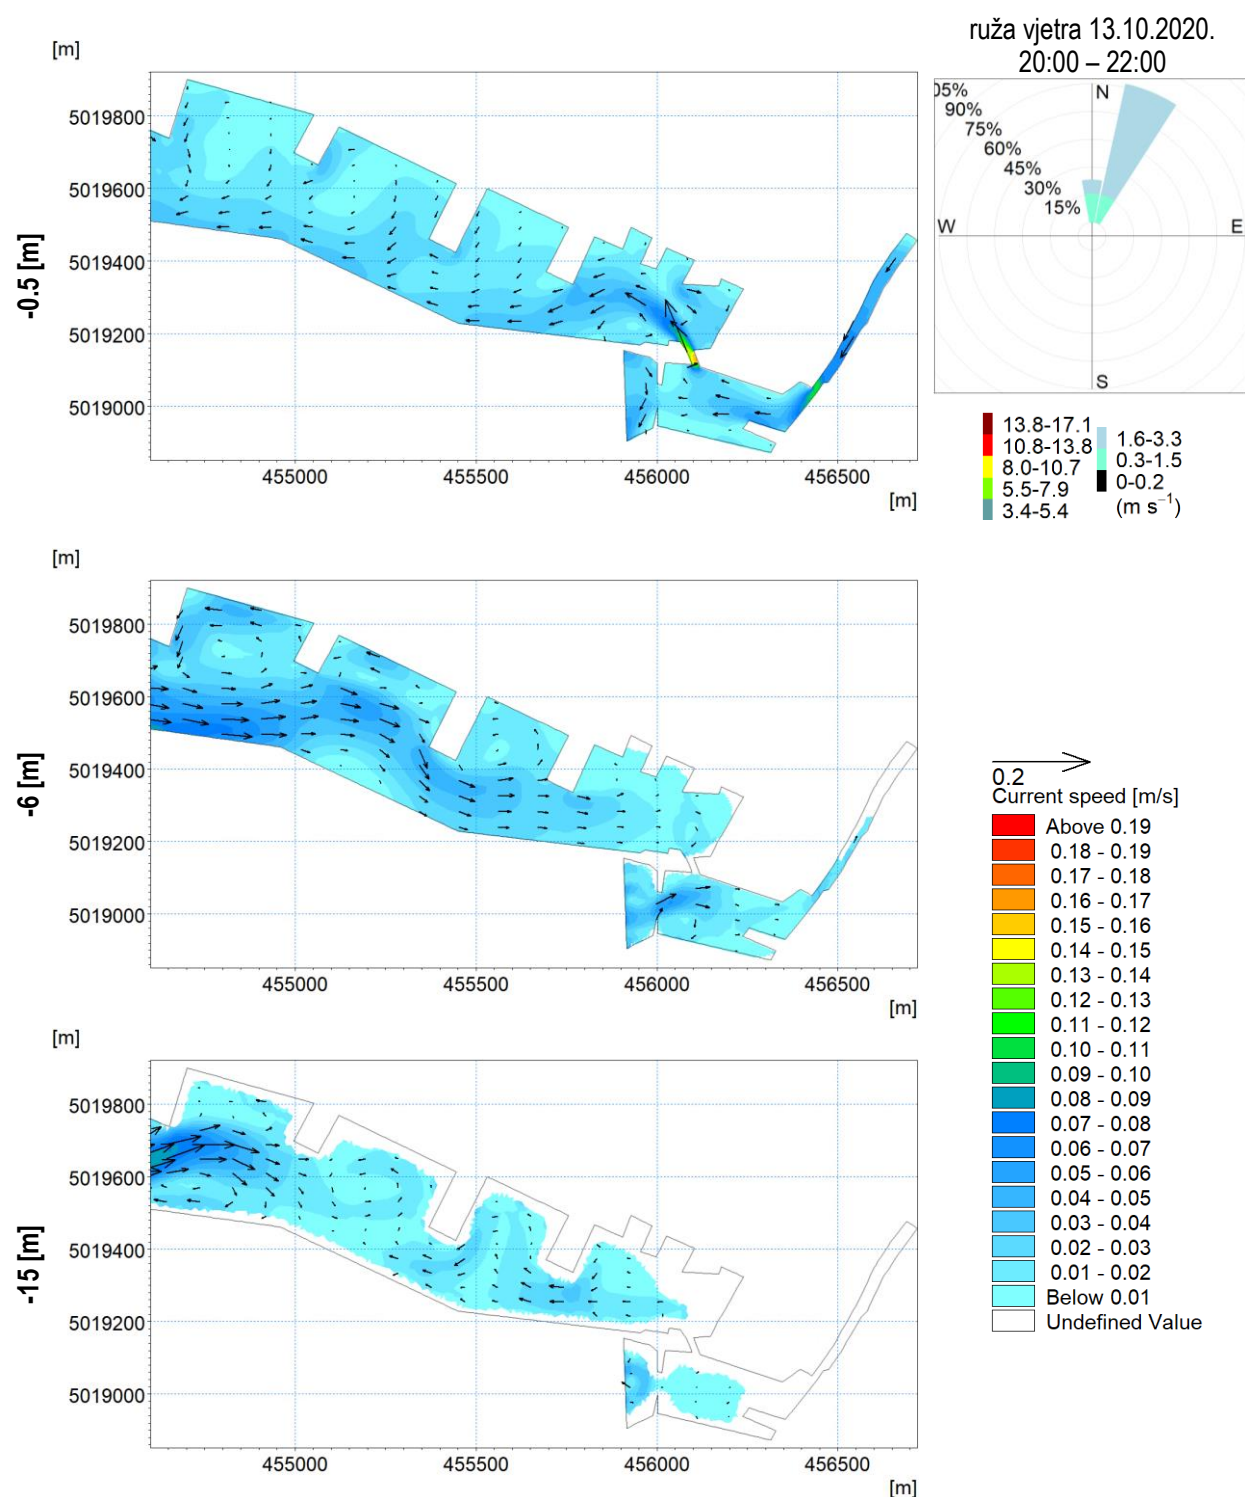 ruža vjetra 13.10.2020.
20:00 – 22:00
[m]
5019800
5019600
5019400
5019200
5019000
-0.5 [m]
455000
455500
456000
456500
[m]
05%
90%
75%
60%
45%
30%
15%
N
W
E
S
13.8-17.1
10.8-13.8
8.0-10.7
5.5-7.9
3.4-5.4
1.6-3.3
0.3-1.5
0-0.2
(m s⁻¹)
[m]
5019800
5019600
5019400
5019200
5019000
-6 [m]
455000
455500
456000
456500
[m]
[m]
5019800
5019600
5019400
5019200
5019000
-15 [m]
455000
455500
456000
456500
[m]
0.2
Current speed [m/s]
Above 0.19
0.18 - 0.19
0.17 - 0.18
0.16 - 0.17
0.15 - 0.16
0.14 - 0.15
0.13 - 0.14
0.12 - 0.13
0.11 - 0.12
0.10 - 0.11
0.09 - 0.10
0.08 - 0.09
0.07 - 0.08
0.06 - 0.07
0.05 - 0.06
0.04 - 0.05
0.03 - 0.04
0.02 - 0.03
0.01 - 0.02
Below 0.01
Undefined Value